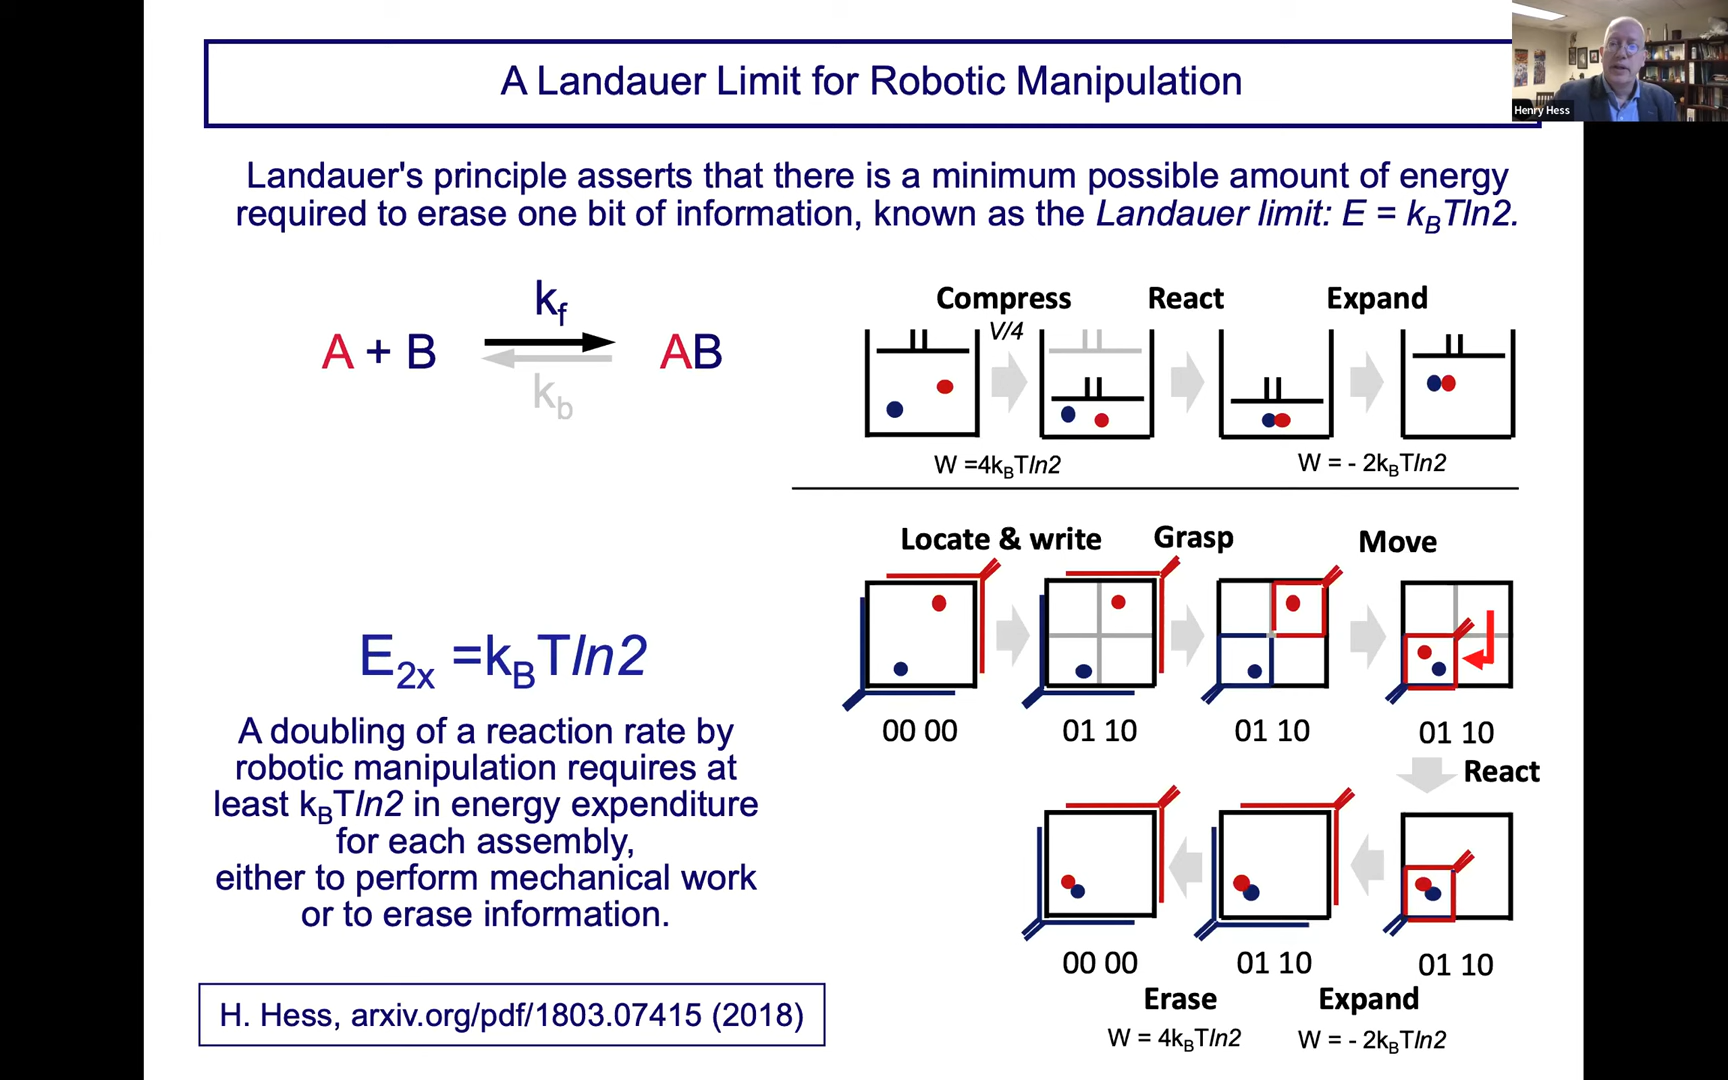 A Landauer Limit for Robotic Manipulation
Henry Hess
Landauer's principle asserts that there is a minimum possible amount of energy
required to erase one bit of information, known as the Landauer limit: E = kBTln2.
kf
A + B AB
kb
Compress React Expand
V/4
W =4kBTln2 W = - 2kBTln2
Locate & write Grasp Move
00 00 01 10 01 10 01 10
React
E2x =kBTln2
A doubling of a reaction rate by
robotic manipulation requires at
least kBTln2 in energy expenditure
for each assembly,
either to perform mechanical work
or to erase information.
00 00 01 10 01 10
Erase Expand
W = 4kBTln2 W = - 2kBTln2
H. Hess, arxiv.org/pdf/1803.07415 (2018)